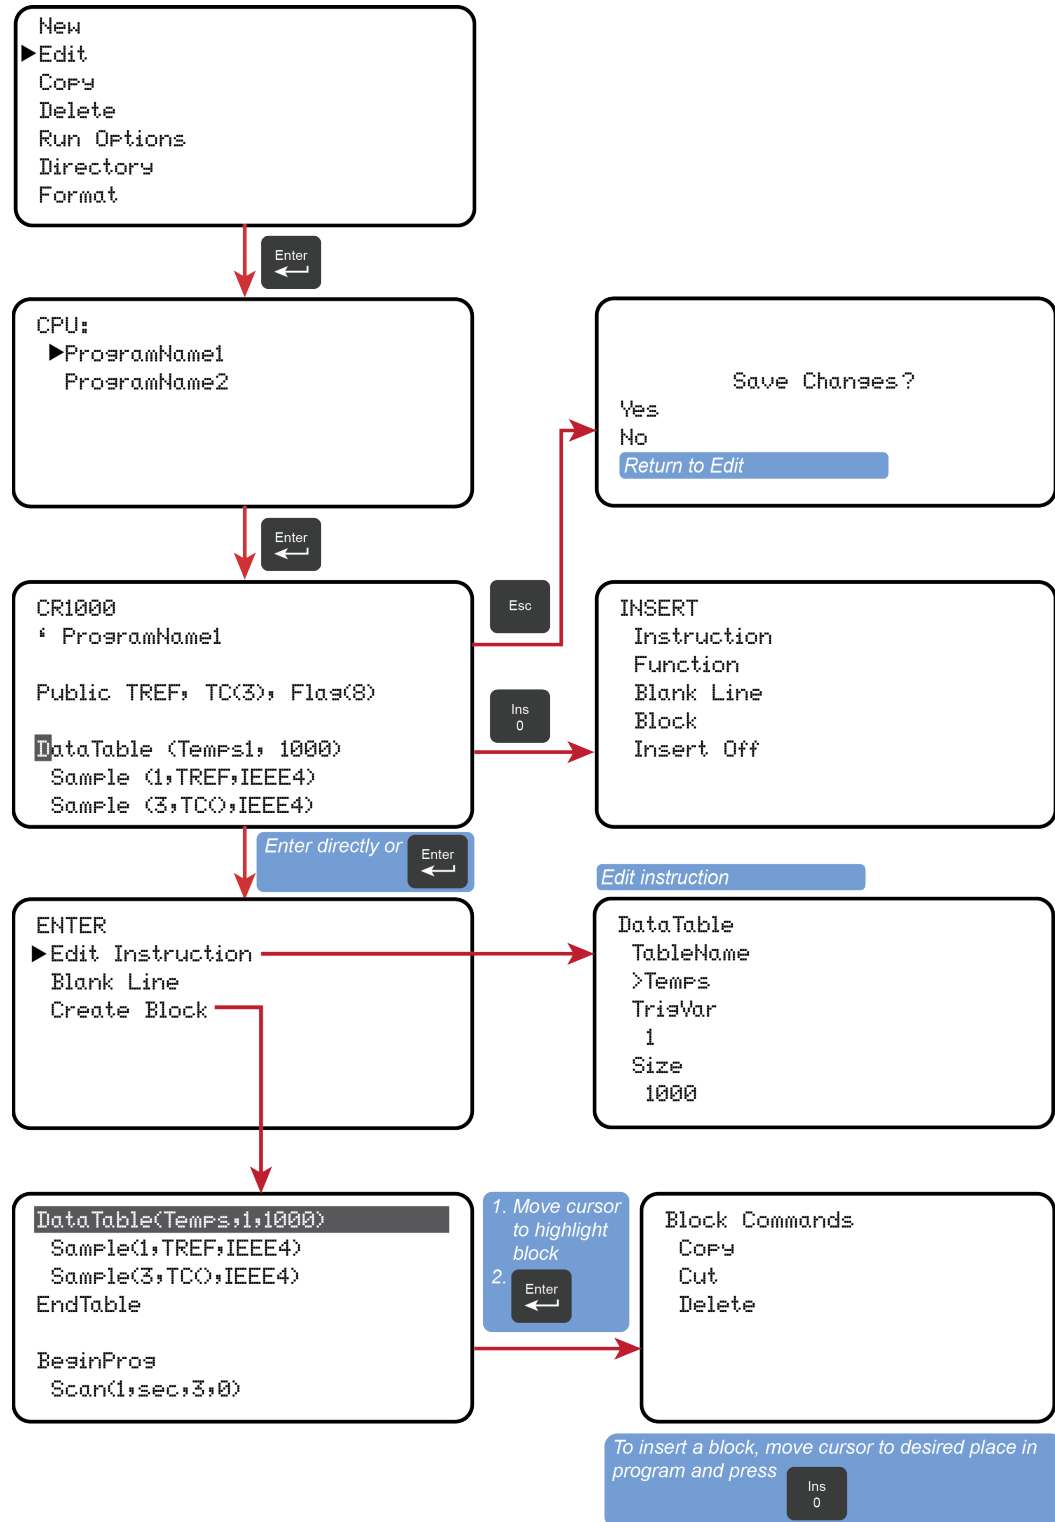 New
Edit
Copy
Delete
Run Options
Directory
Format
Enter
CPU:
ProgramName1
ProgramName2
Save Changes?
Yes
No
Return to Edit
Enter
CR1000
' ProgramName1
Public TREF, TC(3), Flag(8)
DataTable (Temps1, 1000)
Sample (1,TREF,IEEE4)
Sample (3,TC(),IEEE4)
Esc
Ins
0
INSERT
Instruction
Function
Blank Line
Block
Insert Off
Enter directly or
Enter
ENTER
Edit Instruction
Blank Line
Create Block
Edit instruction
DataTable
TableName
>Temps
TrigVar
1
Size
1000
DataTable(Temps,1,1000)
Sample(1,TREF,IEEE4)
Sample(3,TC(),IEEE4)
EndTable
BeginProg
Scan(1,sec,3,0)
1. Move cursor
to highlight
block
2.
Enter
Block Commands
Copy
Cut
Delete
To insert a block, move cursor to desired place in
program and press
Ins
0